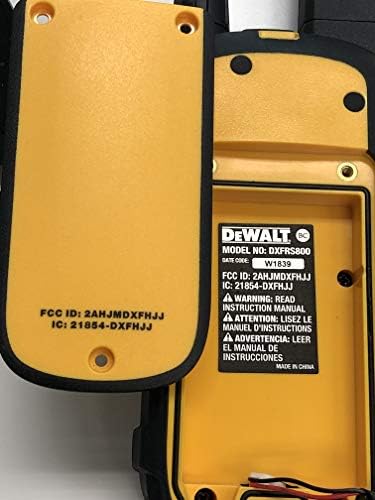 FCC ID: 2AHJMDXFHJJ
IC: 21854-DXFHJJ
DEWALT
BC
MODEL NO: DXFRS800
DATE CODE: W1839
FCC ID: 2AHJMDXFHJJ
IC: 21854-DXFHJJ
⚠ WARNING: READ
INSTRUCTION MANUAL
⚠ ATTENTION: LISEZ LE
MANUEL D'INSTRUCTIONS
⚠ ADVERTENCIA: LEER
EL MANUAL DE
INSTRUCCIONES
MADE IN CHINA